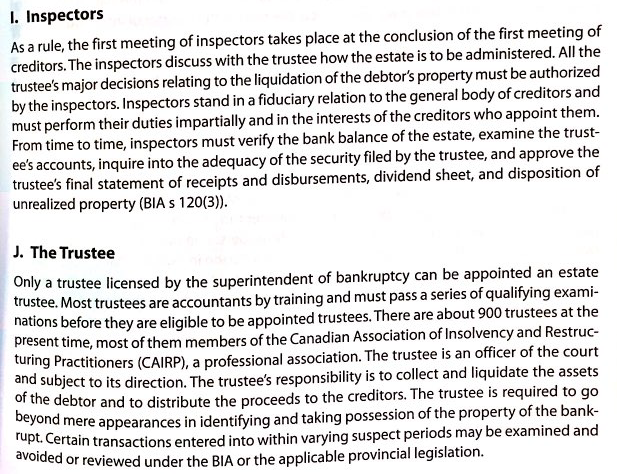 I. Inspectors
As a rule, the first meeting of inspectors takes place at the conclusion of the first meeting of
creditors. The inspectors discuss with the trustee how the estate is to be administered. All the
trustee's major decisions relating to the liquidation of the debtor's property must be authorized
by the inspectors. Inspectors stand in a fiduciary relation to the general body of creditors and
must perform their duties impartially and in the interests of the creditors who appoint them.
From time to time, inspectors must verify the bank balance of the estate, examine the trust-
ee's accounts, inquire into the adequacy of the security filed by the trustee, and approve the
trustee's final statement of receipts and disbursements, dividend sheet, and disposition of
unrealized property (BIA s 120(3)).
J. The Trustee
Only a trustee licensed by the superintendent of bankruptcy can be appointed an estate
trustee. Most trustees are accountants by training and must pass a series of qualifying exami-
nations before they are eligible to be appointed trustees. There are about 900 trustees at the
present time, most of them members of the Canadian Association of Insolvency and Restruc-
turing Practitioners (CAIRP), a professional association. The trustee is an officer of the court
and subject to its direction. The trustee's responsibility is to collect and liquidate the assets
of the debtor and to distribute the proceeds to the creditors. The trustee is required to go
beyond mere appearances in identifying and taking possession of the property of the bank-
rupt. Certain transactions entered into within varying suspect periods may be examined and
avoided or reviewed under the BIA or the applicable provincial legislation.